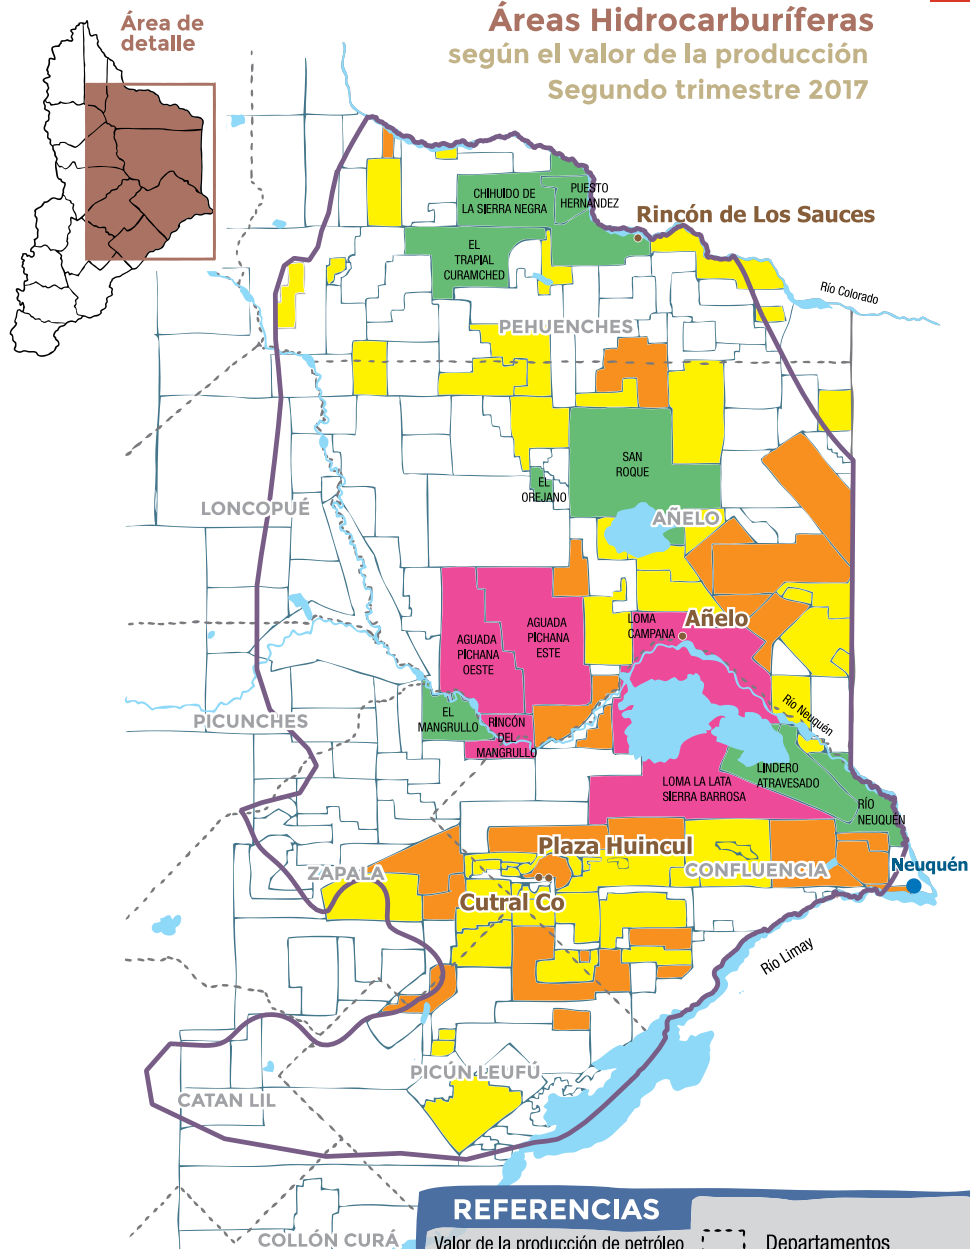 Área de
detalle
Áreas Hidrocarburíferas
según el valor de la producción
Segundo trimestre 2017
CHIHUÍDO DE
LA SIERRA NEGRA
PUESTO
HERNÁNDEZ
Rincón de Los Sauces
EL
TRAPIAL
CURAMCHED
Río Colorado
PEHUENCHES
SAN
ROQUE
EL
OREJANO
LONCOPUÉ
AÑELO
LOMA
CAMPANA
Añelo
AGUADA
PICHANA
ESTE
AGUADA
PICHANA
OESTE
PICUNCHES
EL
MANGRULLO
RINCÓN
DEL
MANGRULLO
Río Neuquén
LINDERO
ATRAVESADO
LOMA LA LATA
SIERRA BARROSA
RÍO
NEUQUÉN
Plaza Huincul
ZAPALA
CONFLUENCIA
Neuquén
Cutral Co
Río Limay
PICÚN LEUFÚ
CATAN LIL
COLLÓN CURÁ
REFERENCIAS
Valor de la producción de petróleo
Departamentos